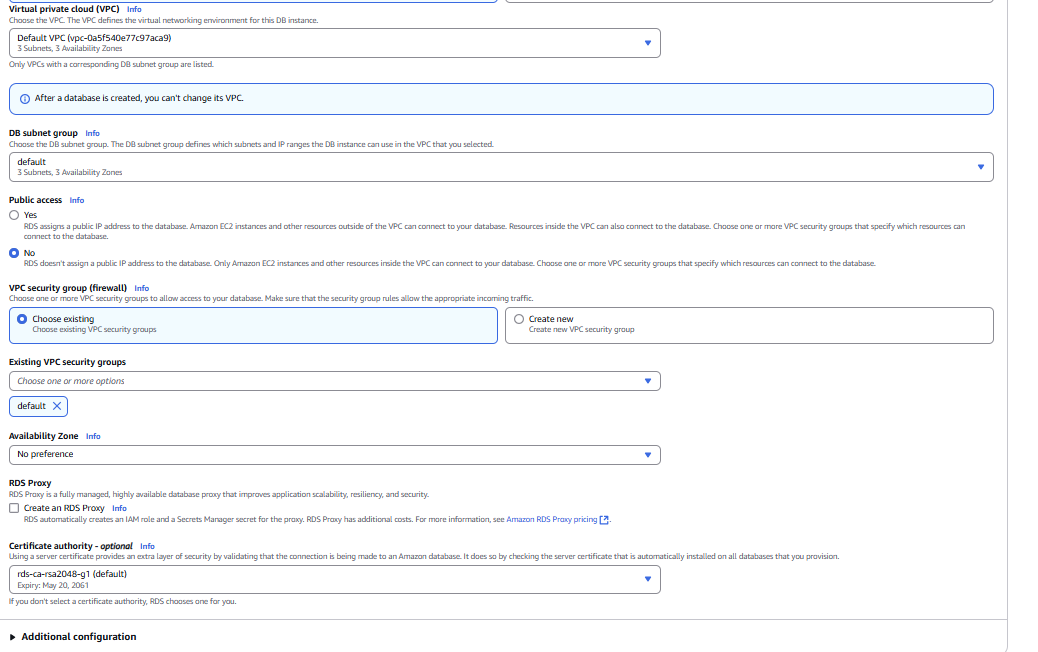 Virtual private cloud (VPC) Info
Choose the VPC. The VPC defines the virtual networking environment for this DB instance.
Default VPC (vpc-0a5f540e77c97aca9)
3 Subnets, 3 Availability Zones
Only VPCs with a corresponding DB subnet group are listed.
After a database is created, you can't change its VPC.
DB subnet group Info
Choose the DB subnet group. The DB subnet group defines which subnets and IP ranges the DB instance can use in the VPC that you selected.
default
3 Subnets, 3 Availability Zones
Public access Info
Yes
RDS assigns a public IP address to the database. Amazon EC2 instances and other resources outside of the VPC can connect to your database. Resources inside the VPC can also connect to the database. Choose one or more VPC security groups that specify which resources can
connect to the database.
No
RDS doesn't assign a public IP address to the database. Only Amazon EC2 instances and other resources inside the VPC can connect to your database. Choose one or more VPC security groups that specify which resources can connect to the database.
VPC security group (firewall) Info
Choose one or more VPC security groups to allow access to your database. Make sure that the security group rules allow the appropriate incoming traffic.
Choose existing
Choose existing VPC security groups
Create new
Create new VPC security group
Existing VPC security groups
Choose one or more options
default
Availability Zone Info
No preference
RDS Proxy
RDS Proxy is a fully managed, highly available database proxy that improves application scalability, resiliency, and security.
Create an RDS Proxy Info
RDS automatically creates an IAM role and a Secrets Manager secret for the proxy. RDS Proxy has additional costs. For more information, see Amazon RDS Proxy pricing.
Certificate authority - optional Info
Using a server certificate provides an extra layer of security by validating that the connection is being made to an Amazon database. It does so by checking the server certificate that is automatically installed on all databases that you provision.
rds-ca-rsa2048-g1 (default)
Expiry: May 20, 2061
If you don't select a certificate authority, RDS chooses one for you.
Additional configuration